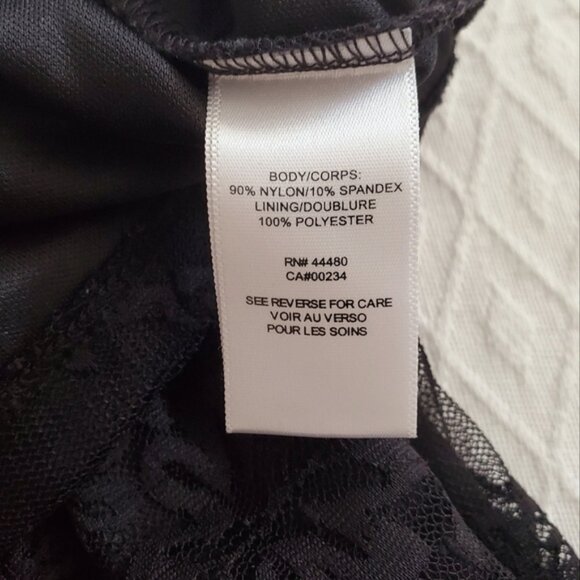 BODY/CORPS:
90% NYLON/10% SPANDEX
LINING/DOUBLURE
100% POLYESTER
RN# 44480
CA#00234
SEE REVERSE FOR CARE
VOIR AU VERSO
POUR LES SOINS